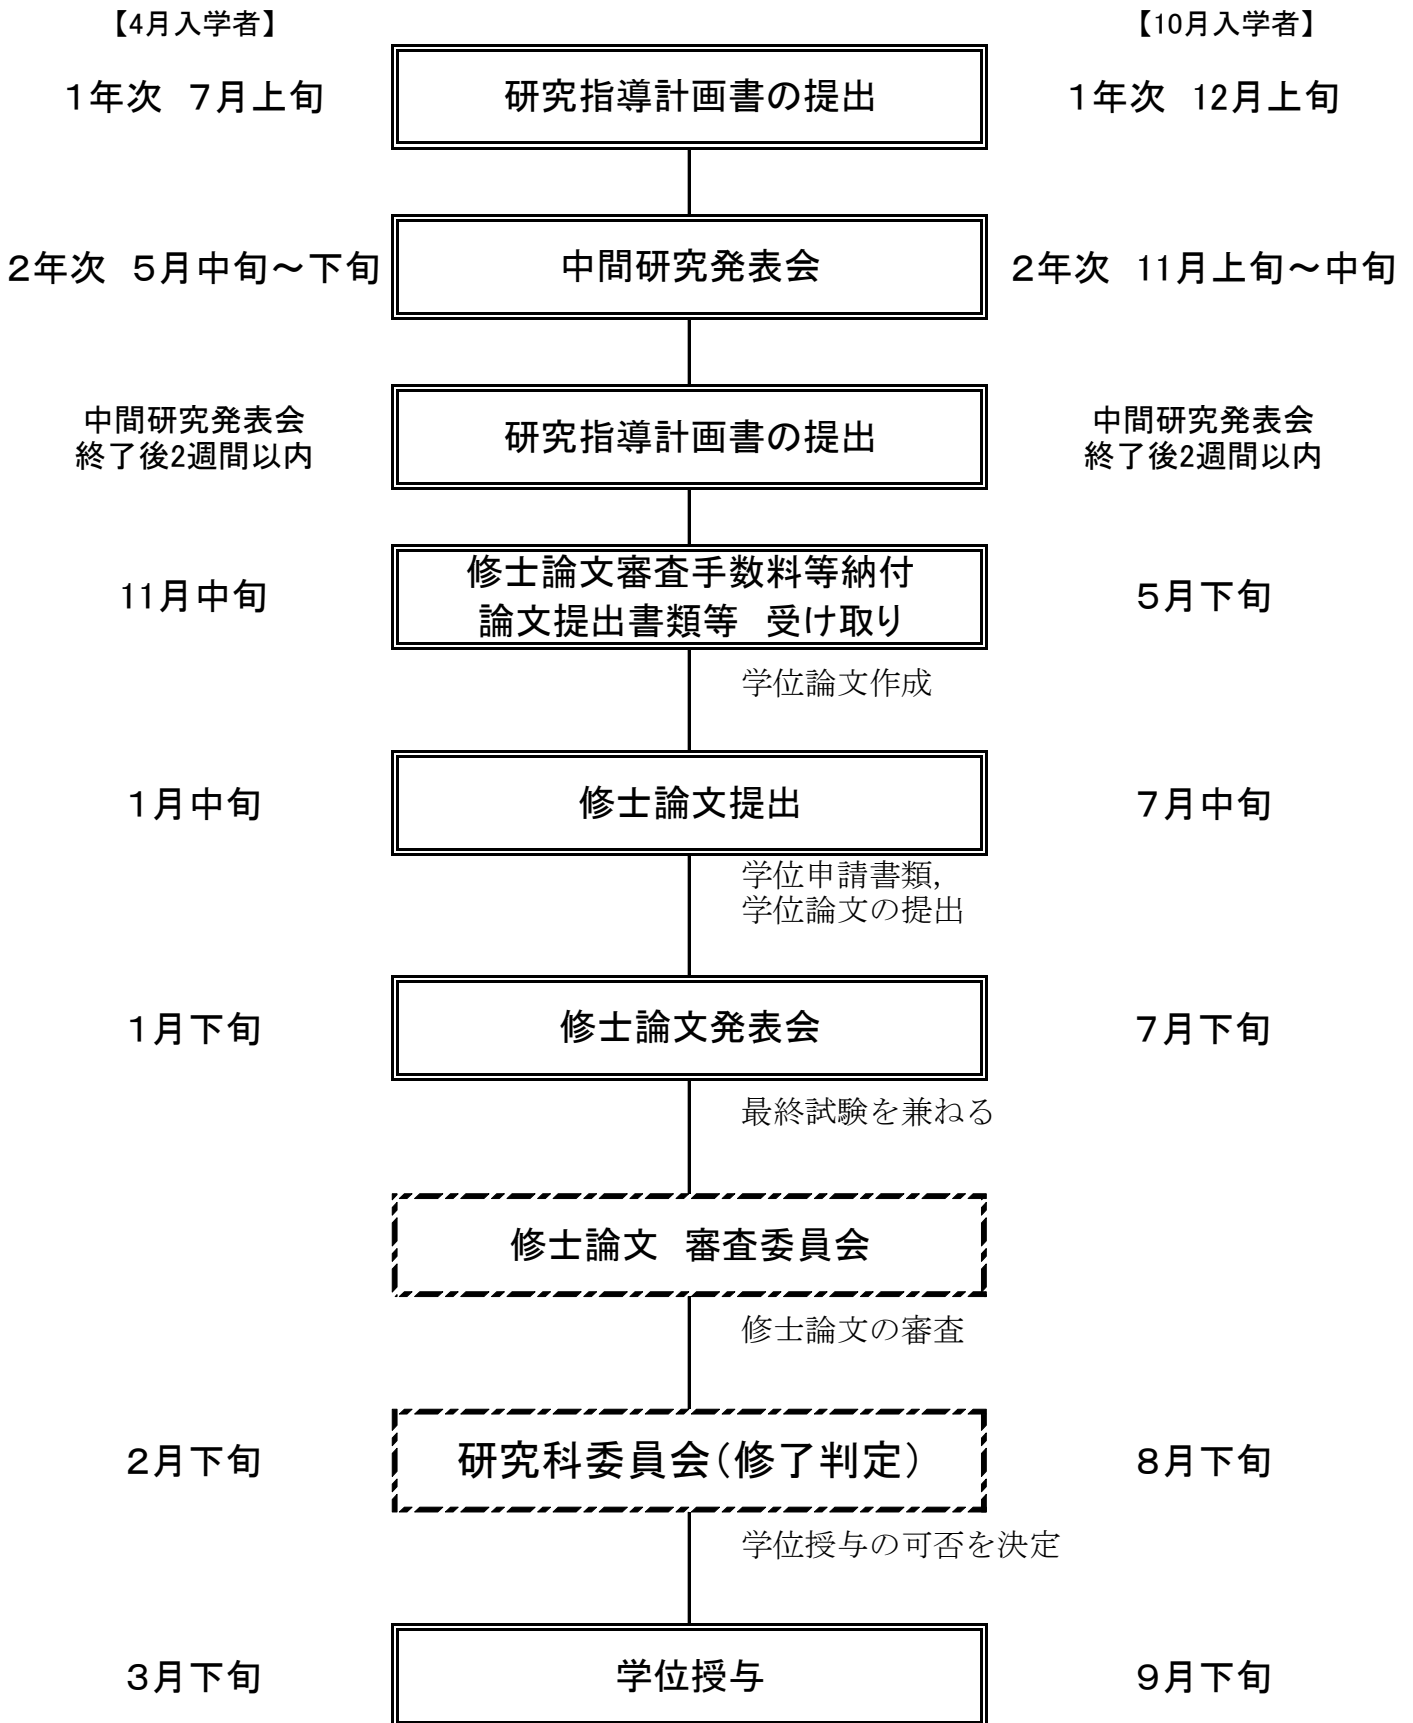 【4月入学者】
【10月入学者】
1年次　7月上旬
研究指導計画書の提出
1年次　12月上旬
2年次　5月中旬～下旬
中間研究発表会
2年次　11月上旬～中旬
中間研究発表会
終了後2週間以内
研究指導計画書の提出
中間研究発表会
終了後2週間以内
11月中旬
修士論文審査手数料等納付
論文提出書類等　受け取り
5月下旬
学位論文作成
1月中旬
修士論文提出
7月中旬
学位申請書類,
学位論文の提出
1月下旬
修士論文発表会
7月下旬
最終試験を兼ねる
修士論文　審査委員会
修士論文の審査
2月下旬
研究科委員会（修了判定）
8月下旬
学位授与の可否を決定
3月下旬
学位授与
9月下旬